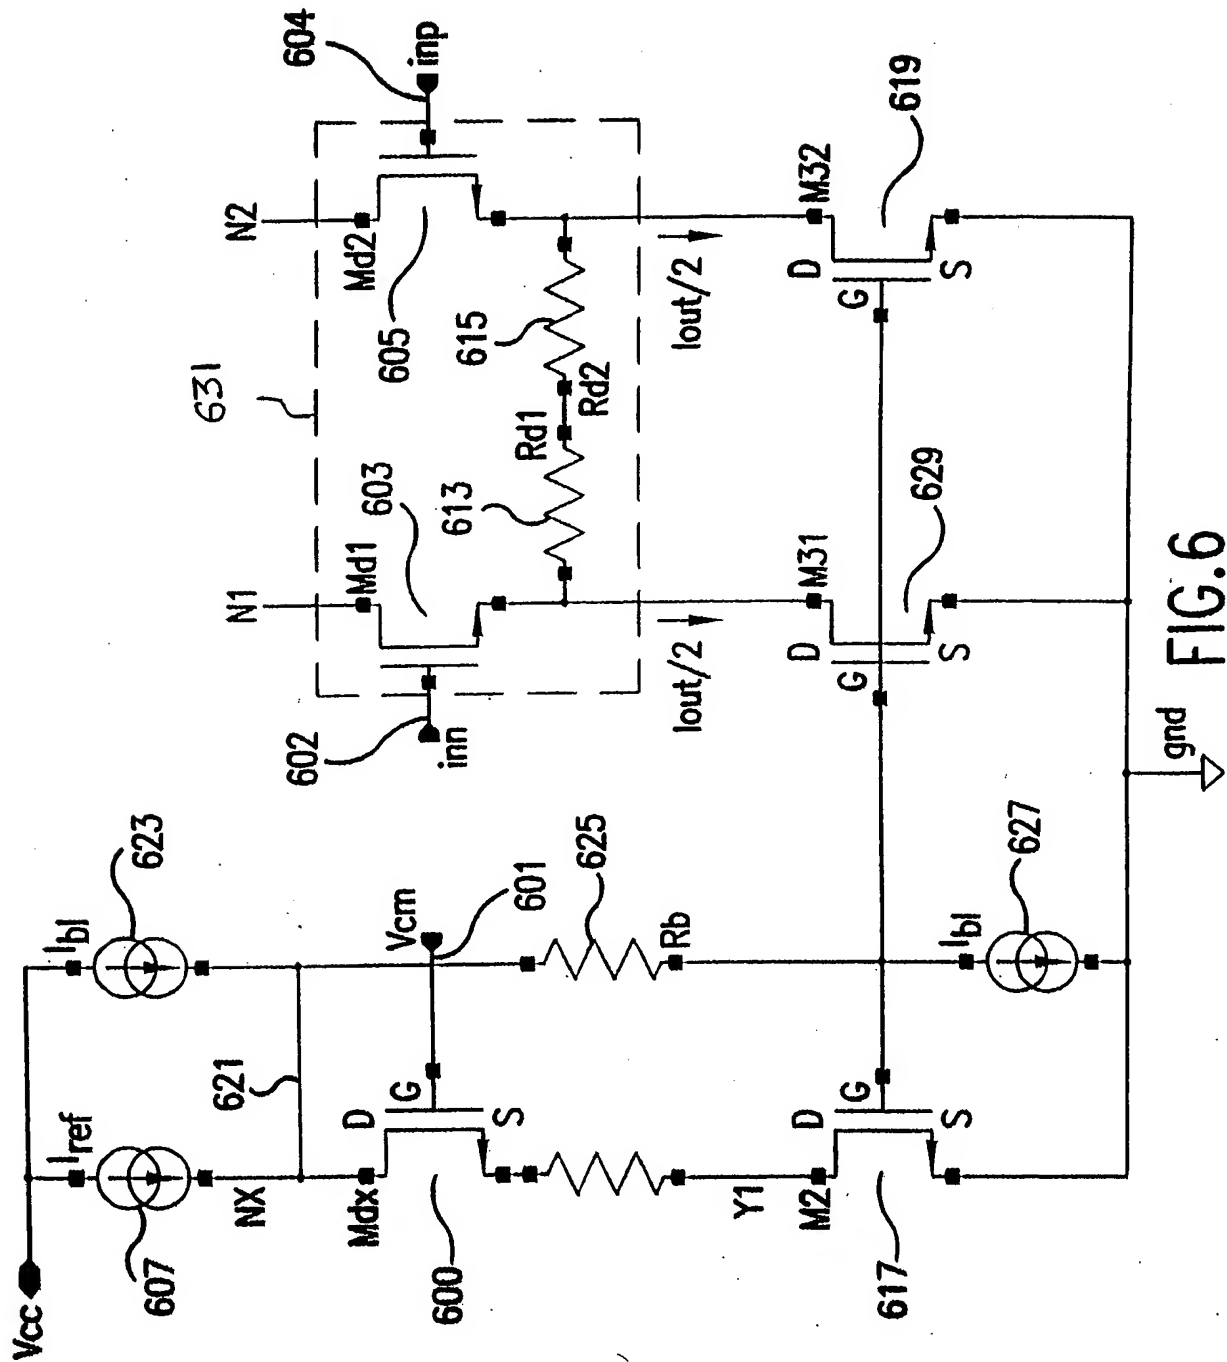 604
N2
inp
631
Md2
605
N1
603
Md1
615
Rd2
Rd1
613
602
inn
Vcc
Iref
Ibl
607
623
NX
621
Mdx
D
G
S
Vcm
600
601
625
Rb
Iout/2
Iout/2
Y1
M2
M31
M32
G
S
D
G
S
D
G
S
617
629
619
Ibl
627
gnd
FIG.6